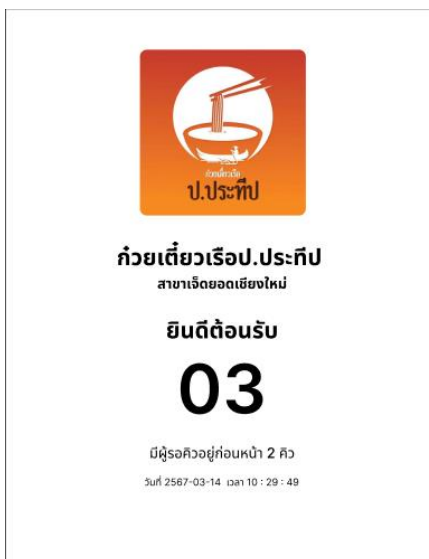 ก๋วยเตี๋ยวเรือ
ป.ประทีป
ก๋วยเตี๋ยวเรือป.ประทีป
สาขาเจ็ดยอดเชียงใหม่
ยินดีต้อนรับ
03
มีผู้รอคิวอยู่ก่อนหน้า 2 คิว
วันที่ 2567-03-14 เวลา 10 : 29 : 49